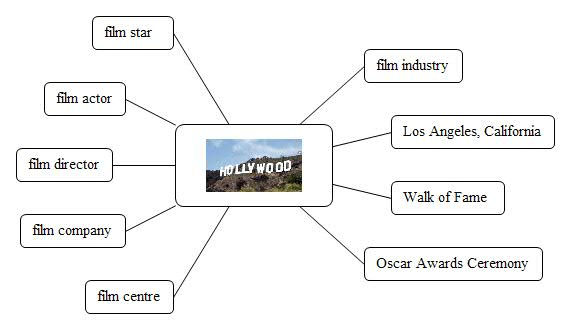 film star
film industry
film actor
Los Angeles, California
HOLLYWOOD
film director
Walk of Fame
film company
Oscar Awards Ceremony
film centre